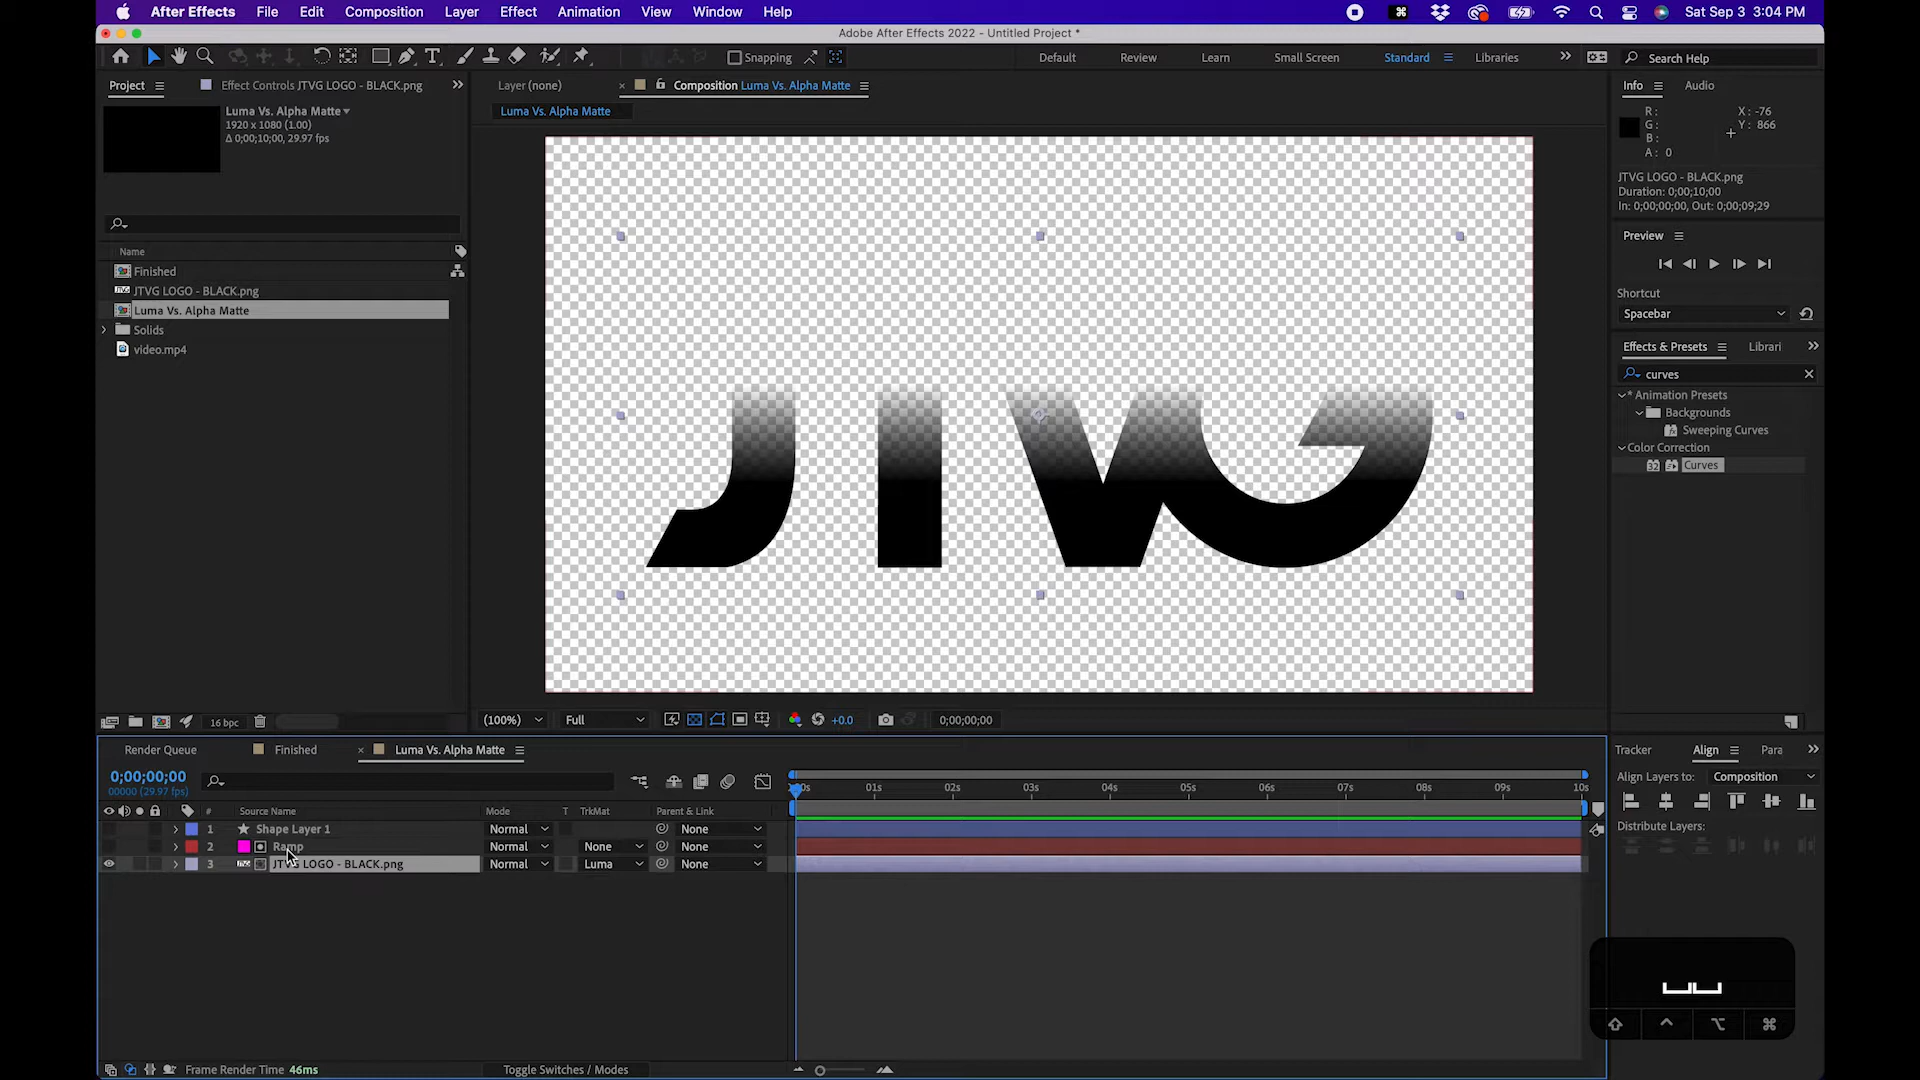 After Effects File Edit Composition Layer Effect Animation View Window Help Sat Sep 3 3:04 PM
Adobe After Effects 2022 - Untitled Project *
Snapping Default Review Learn Small Screen Standard Libraries Search Help
Project Effect Controls JTVG LOGO - BLACK.png Layer (none) Composition Luma Vs. Alpha Matte Info Audio
Luma Vs. Alpha Matte
1920 x 1080 (1.00)
Δ 0;00;10;00, 29.97 fps
Luma Vs. Alpha Matte
R: X: -76
G: Y: 866
B:
A: 0
JTVG LOGO - BLACK.png
Duration: 0;00;10;00
In: 0;00;00;00, Out: 0;00;09;29
Name
Finished
JTVG LOGO - BLACK.png
Luma Vs. Alpha Matte
Solids
video.mp4
JTVG
Preview
Shortcut
Spacebar
Effects & Presets Librari
curves
* Animation Presets
Backgrounds
Sweeping Curves
Color Correction
32 Curves
16 bpc
(100%) Full +0.0 0;00;00;00
Render Queue Finished Luma Vs. Alpha Matte
0;00;00;00
00000 (29.97 fps)
01s 02s 03s 04s 05s 06s 07s 08s 09s 10s
# Source Name Mode T TrkMat Parent & Link
1 Shape Layer 1 Normal None
2 Ramp Normal None None
3 JTVG LOGO - BLACK.png Normal Luma None
Frame Render Time 46ms Toggle Switches / Modes
Tracker Align Para
Align Layers to: Composition
Distribute Layers: